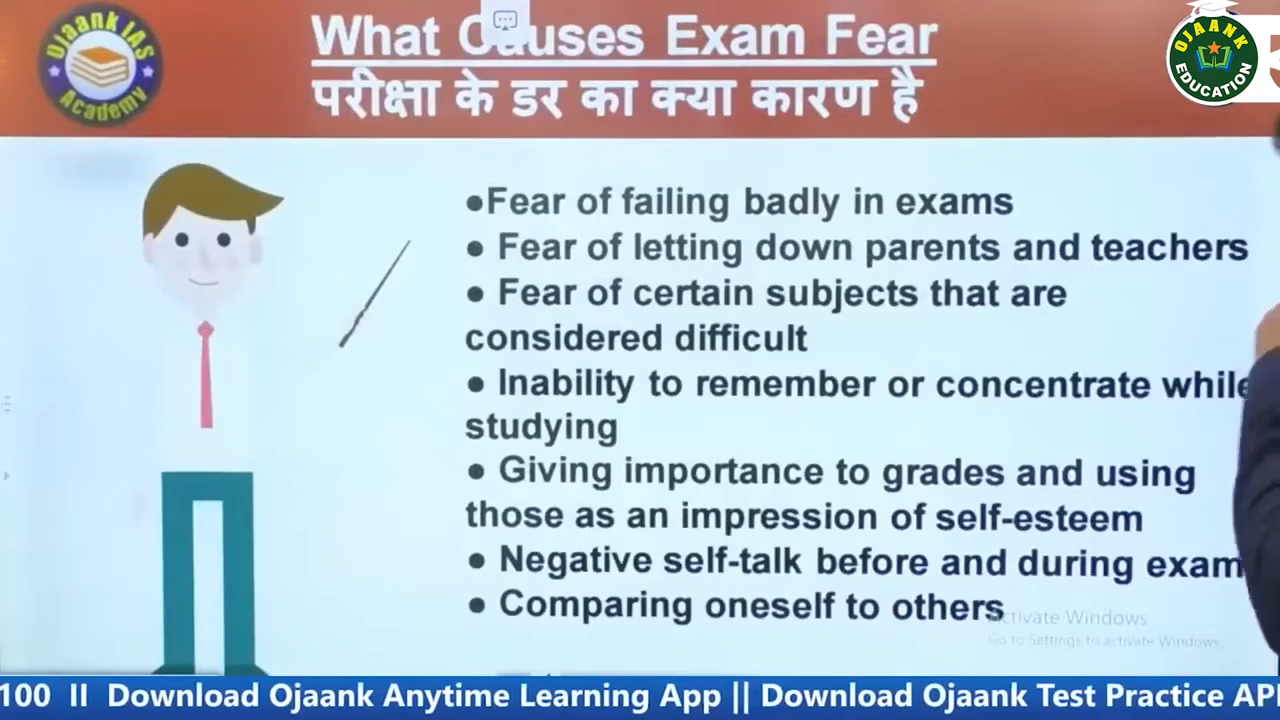 Ojaank IAS
Academy
What Causes Exam Fear
परीक्षा के डर का क्या कारण है
OJAANK
EDUCATION
●Fear of failing badly in exams
● Fear of letting down parents and teachers
● Fear of certain subjects that are
considered difficult
● Inability to remember or concentrate while
studying
● Giving importance to grades and using
those as an impression of self-esteem
● Negative self-talk before and during exam
● Comparing oneself to others
Activate Windows
Go to Settings to activate Windows.
100 II Download Ojaank Anytime Learning App || Download Ojaank Test Practice AP